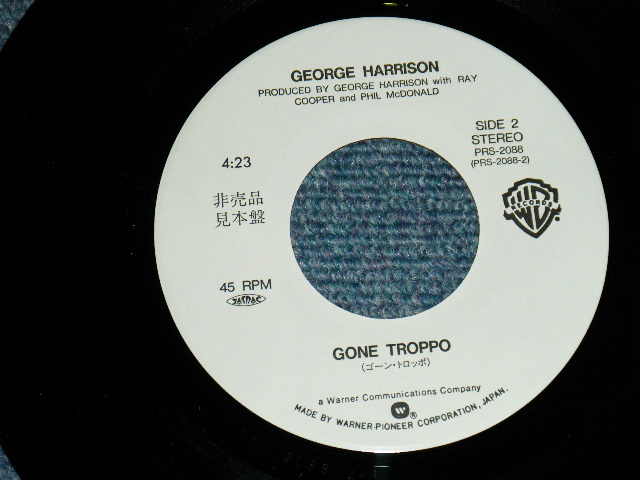 GEORGE HARRISON
PRODUCED BY GEORGE HARRISON with RAY
COOPER and PHIL McDONALD
SIDE 2
STEREO
PRS-2088
(PRS-2088-2)
4:23
非売品
見本盤
RECORDS
45 RPM
JASRAC
GONE TROPPO
(ゴーン・トロッポ)
a Warner Communications Company
®
MADE BY WARNER-PIONEER CORPORATION, JAPAN.